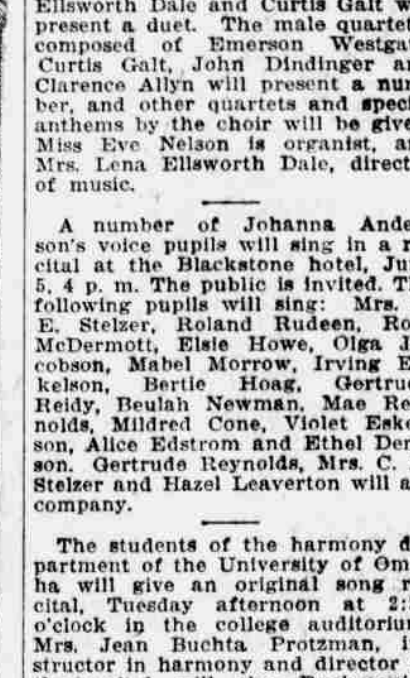 Ellsworth Dale and Curtis Galt w
present a duet. The male quartet
composed of Emerson Westga
Curtis Galt, John Dindinger a
Clarence Allyn will present a num
ber, and other quartets and speci
anthems by the choir will be give
Miss Eve Nelson is organist, a
Mrs. Lena Ellsworth Dale, direct
of music.
A number of Johanna Ande
son's voice pupils will sing in a r
cital at the Blackstone hotel, Ju
5, 4 p. m. The public is invited. T
following pupils will sing: Mrs.
E. Stelzer, Roland Rudeen, Ro
McDermott, Elsie Howe, Olga J
cobson, Mabel Morrow, Irving E
kelson, Bertie Hoag, Gertru
Reidy, Beulah Newman, Mae Re
nolds, Mildred Cone, Violet Eske
son, Alice Edstrom and Ethel Der
son. Gertrude Reynolds, Mrs. C.
Stelzer and Hazel Leaverton will a
company.
The students of the harmony d
partment of the University of Om
ha will give an original song r
cital, Tuesday afternoon at 2:
o'clock in the college auditoriu
Mrs. Jean Buchta Protzman, i
structor in harmony and director